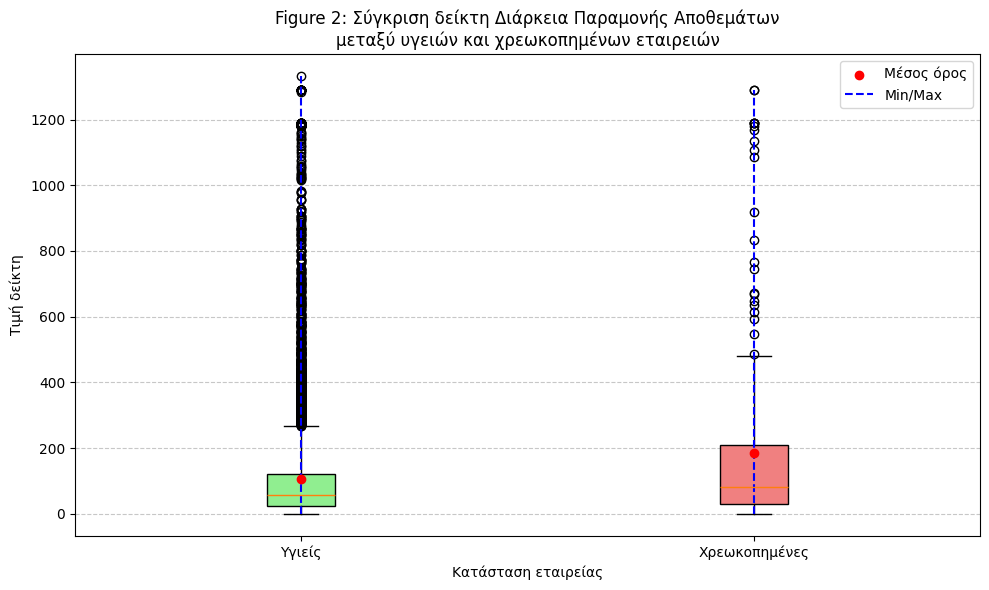 Figure 2: Σύγκριση δείκτη Διάρκεια Παραμονής Αποθεμάτων
μεταξύ υγειών και χρεωκοπημένων εταιρειών
Μέσος όρος
Min/Max
1200
1000
800
600
400
200
0
Τιμή δείκτη
Υγιείς
Χρεωκοπημένες
Κατάσταση εταιρείας